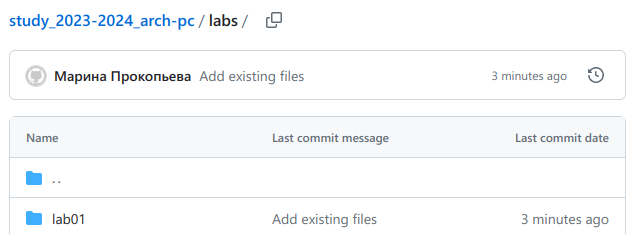 study_2023-2024_arch-pc / labs /
Марина Прокопьева Add existing files 3 minutes ago
Name Last commit message Last commit date
..
lab01 Add existing files 3 minutes ago